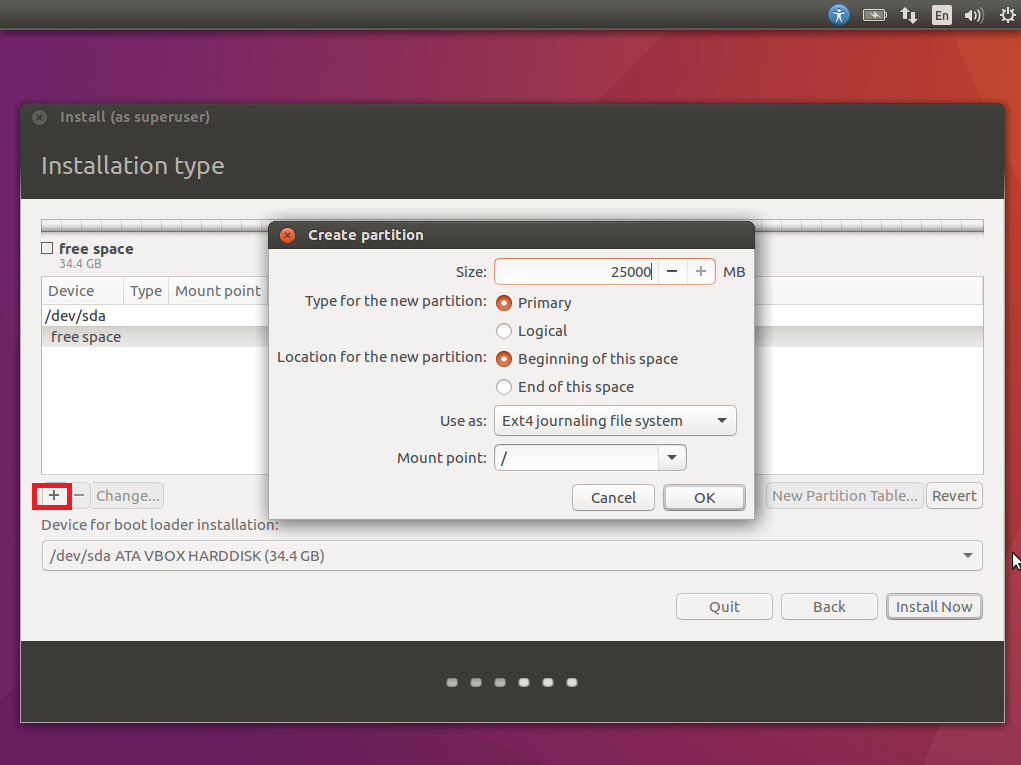 En
Install (as superuser)
Installation type
free space
34.4 GB
Create partition
Size: 25000 − + MB
Type for the new partition: Primary
Logical
Location for the new partition: Beginning of this space
End of this space
Use as: Ext4 journaling file system
Mount point: /
Cancel OK
Device Type Mount point
/dev/sda
free space
+ − Change... New Partition Table... Revert
Device for boot loader installation:
/dev/sda ATA VBOX HARDDISK (34.4 GB)
Quit Back Install Now